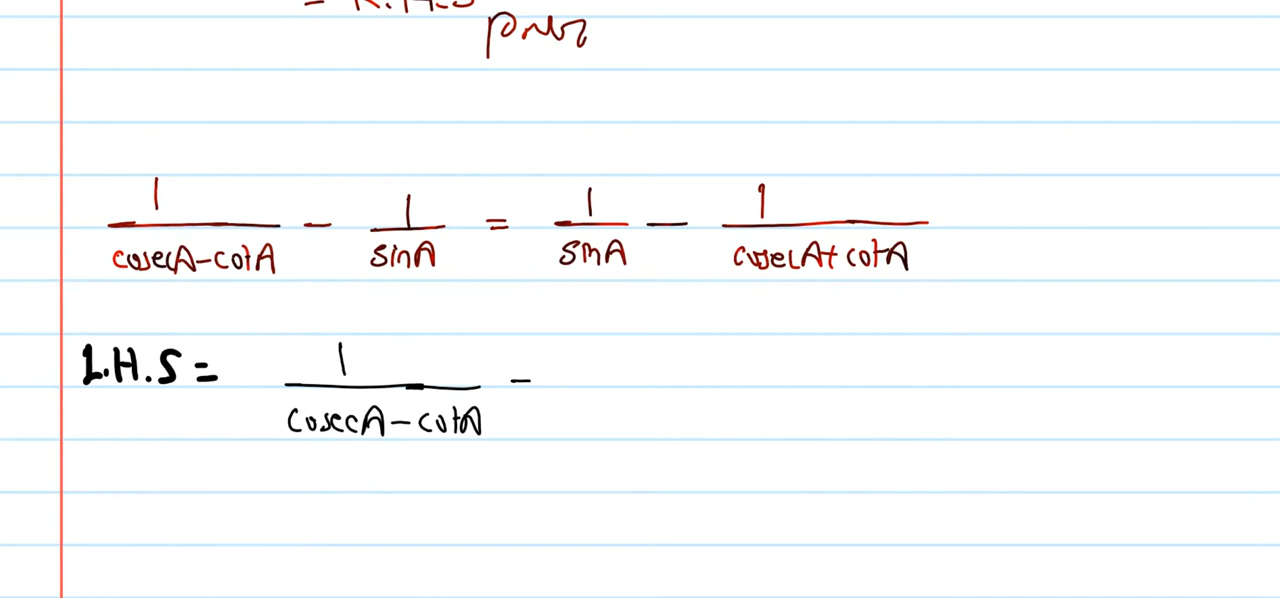 = R.H.S
1/(cosecA-cotA) - 1/sinA = 1/sinA - 1/(cosecA+cotA)
L.H.S = 1/(cosecA-cotA) -